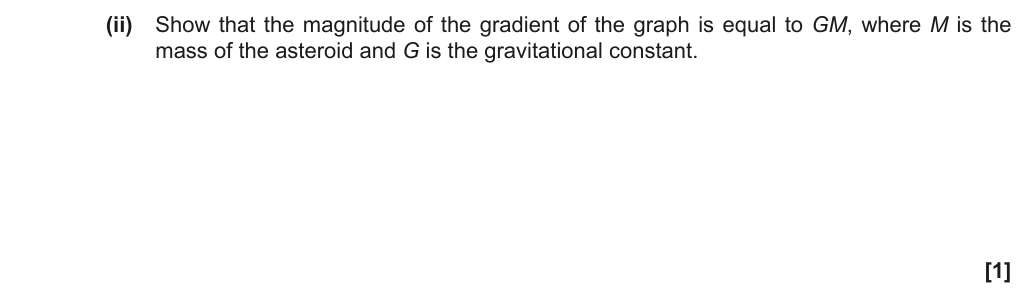 (ii) Show that the magnitude of the gradient of the graph is equal to GM, where M is the
mass of the asteroid and G is the gravitational constant.
[1]